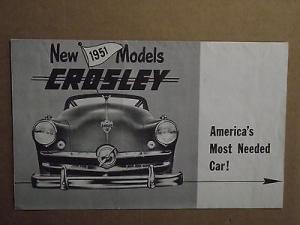 New 1951 Models
CROSLEY
America's
Most Needed
Car!